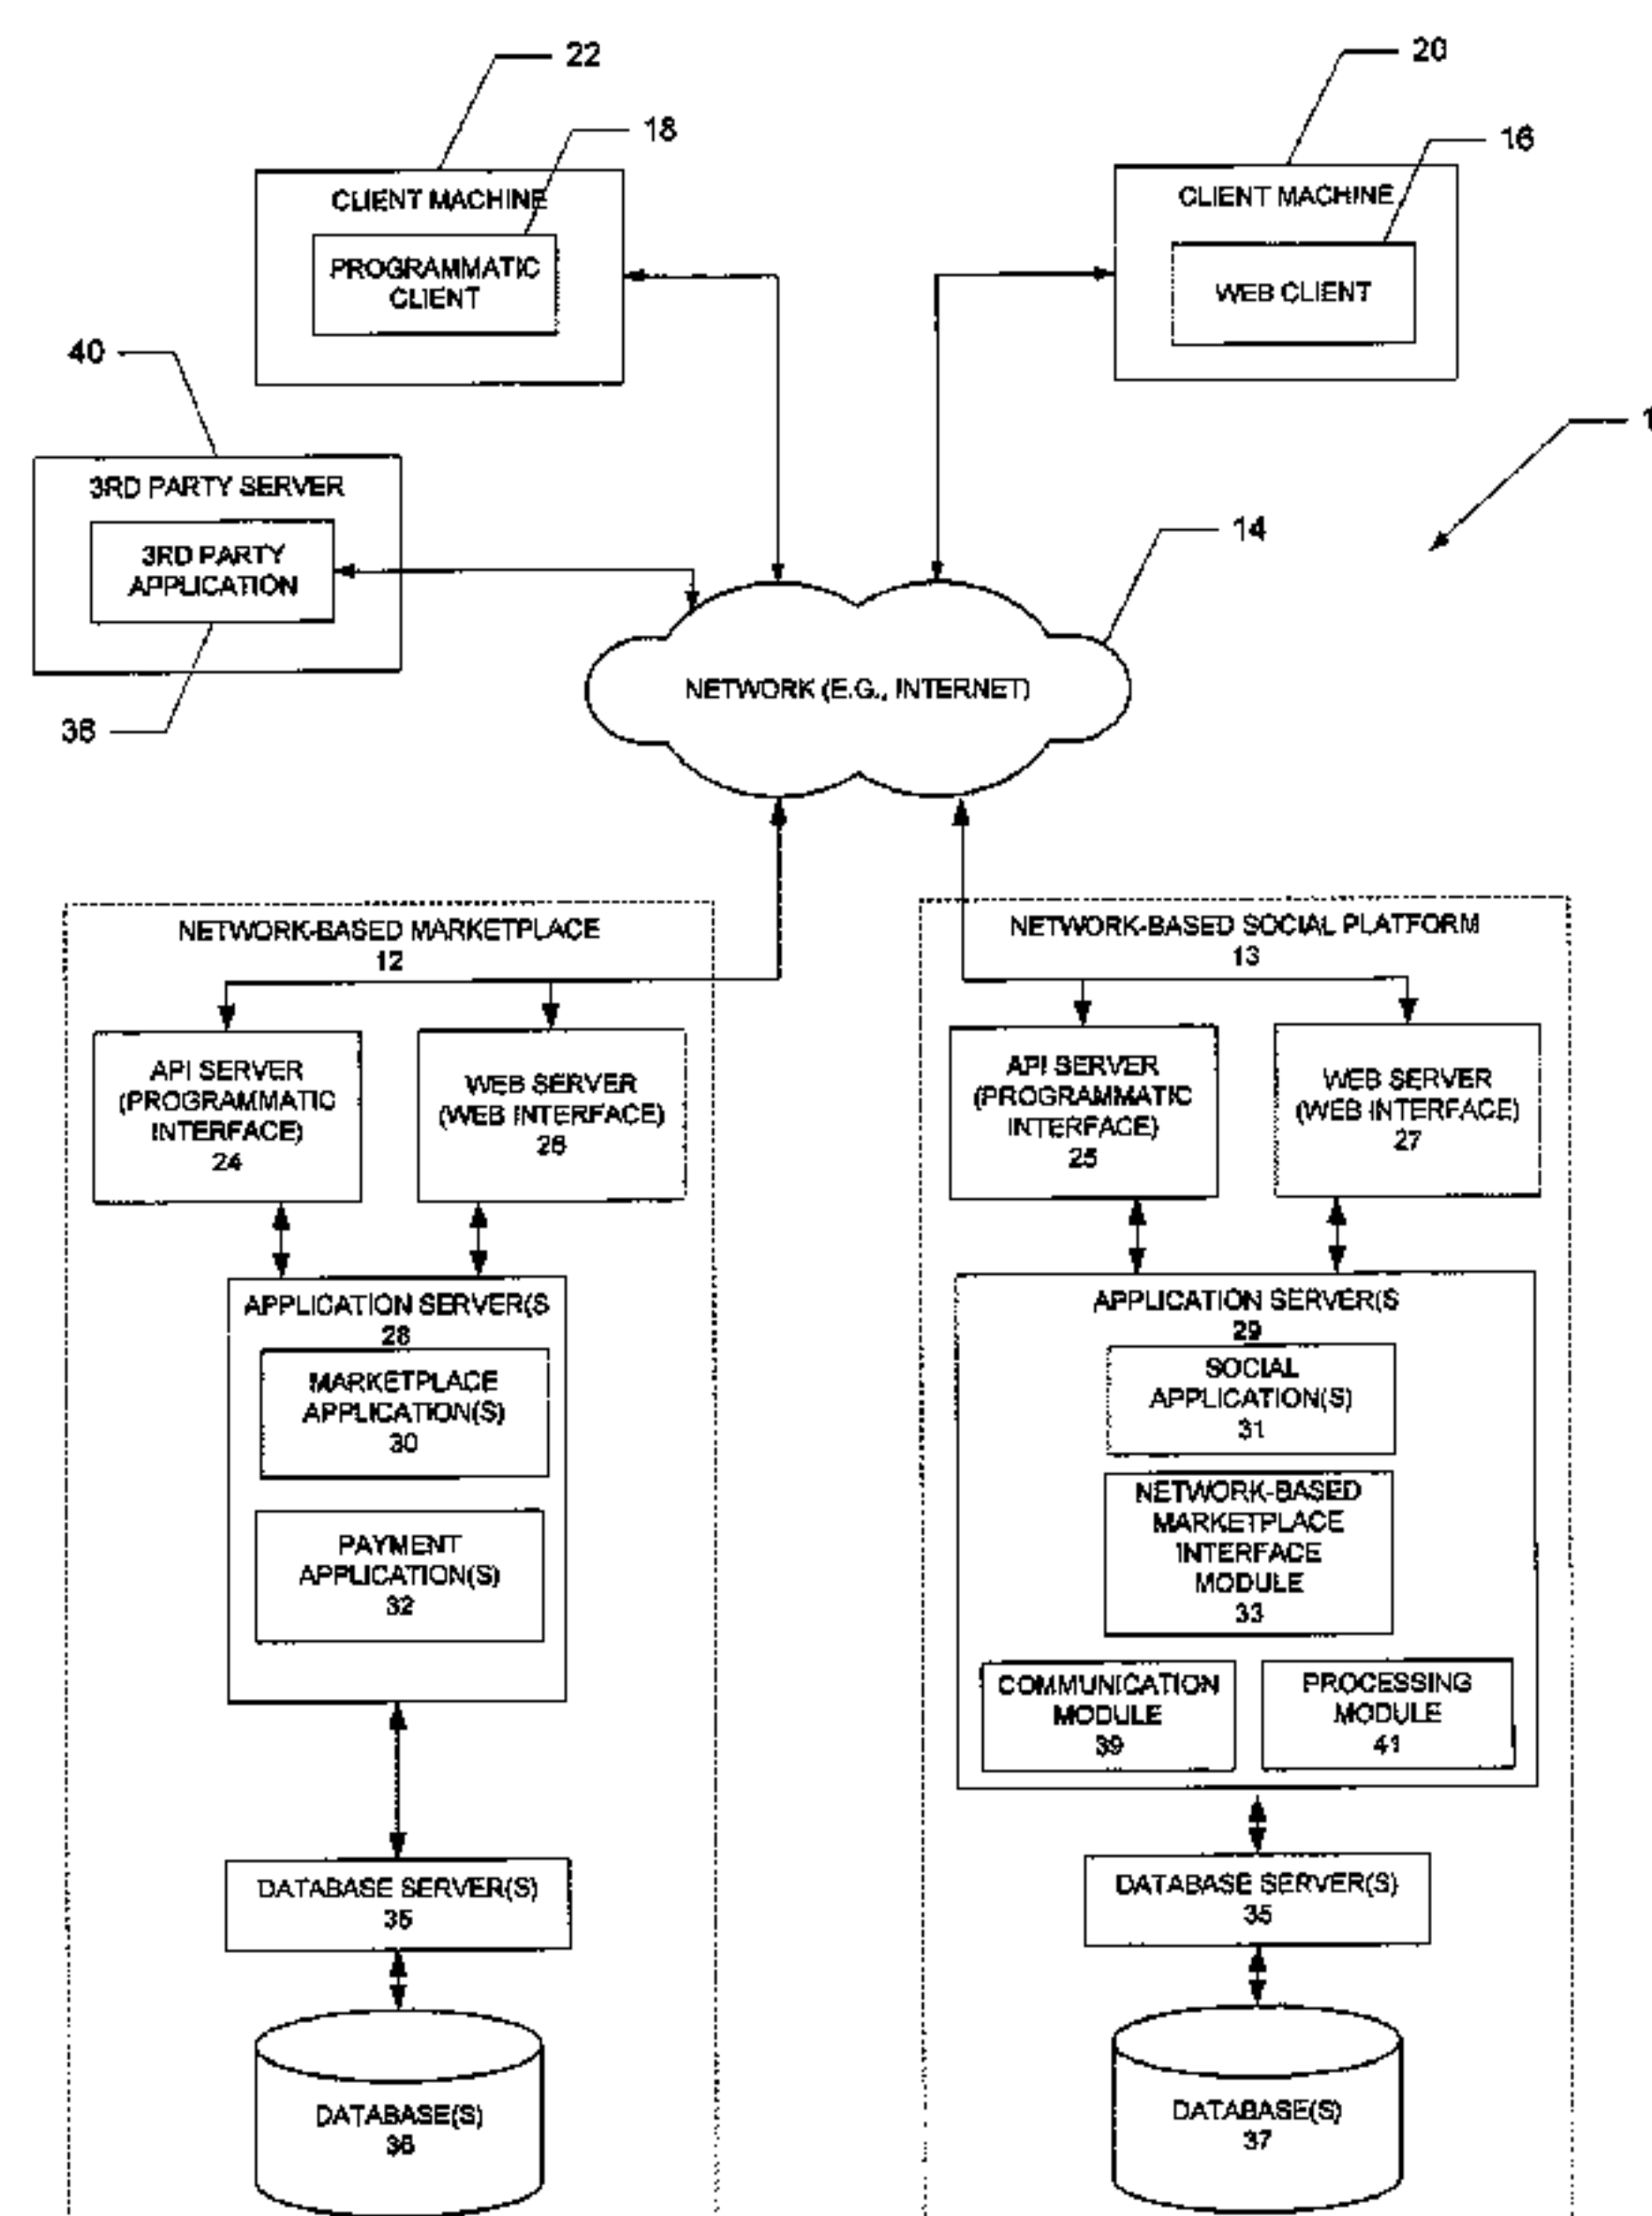 22
20
18
16
CLIENT MACHINE
CLIENT MACHINE
PROGRAMMATIC
CLIENT
WEB CLIENT
40
3RD PARTY SERVER
14
3RD PARTY
APPLICATION
NETWORK (E.G., INTERNET)
NETWORK-BASED MARKETPLACE
12
API SERVER
(PROGRAMMATIC
INTERFACE)
24
WEB SERVER
(WEB INTERFACE)
26
APPLICATION SERVER(S
28
MARKETPLACE
APPLICATION(S)
30
PAYMENT
APPLICATION(S)
32
DATABASE SERVER(S)
35
DATABASE(S)
36
NETWORK-BASED SOCIAL PLATFORM
13
API SERVER
(PROGRAMMATIC
INTERFACE)
25
WEB SERVER
(WEB INTERFACE)
27
APPLICATION SERVER(S
29
SOCIAL
APPLICATION(S)
31
NETWORK-BASED
MARKETPLACE
INTERFACE
MODULE
33
COMMUNICATION
MODULE
39
PROCESSING
MODULE
41
DATABASE SERVER(S)
35
DATABASE(S)
37